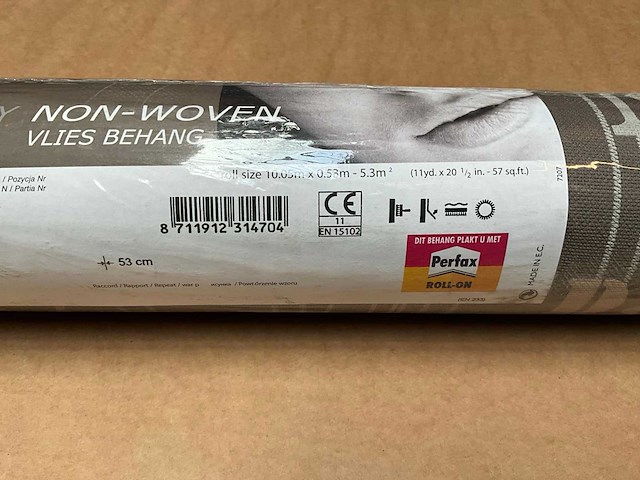 Y NON-WOVEN
VLIES BEHANG
/ Pozycja Nr
N / Partia Nr
ll size 10.05m x 0.53m - 5.3m² (11yd. x 20 1/2 in. - 57 sq.ft.)
7207
8 711912 314704
CE
11
EN 15102
DIT BEHANG PLAKT U MET
Perfax
ROLL-ON
53 cm
MADE IN E.C.
Raccord / Rapport / Repeat / / Powtórzenie wzoru